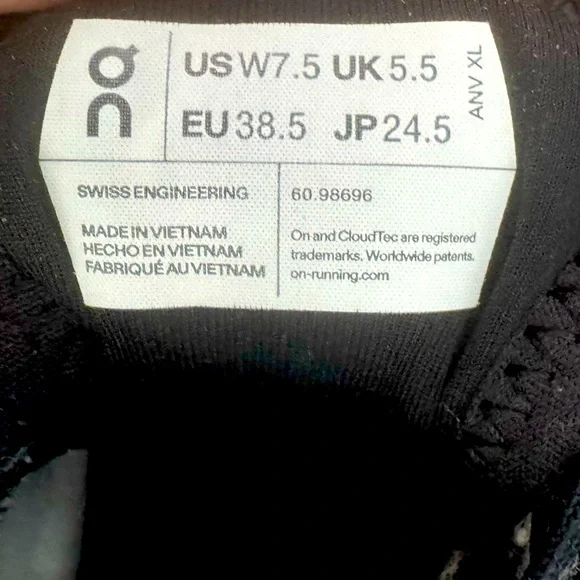 On
US W7.5 UK 5.5
EU 38.5 JP 24.5
ANV XL
SWISS ENGINEERING
60.98696
MADE IN VIETNAM
HECHO EN VIETNAM
FABRIQUÉ AU VIETNAM
On and CloudTec are registered
trademarks. Worldwide patents.
on-running.com